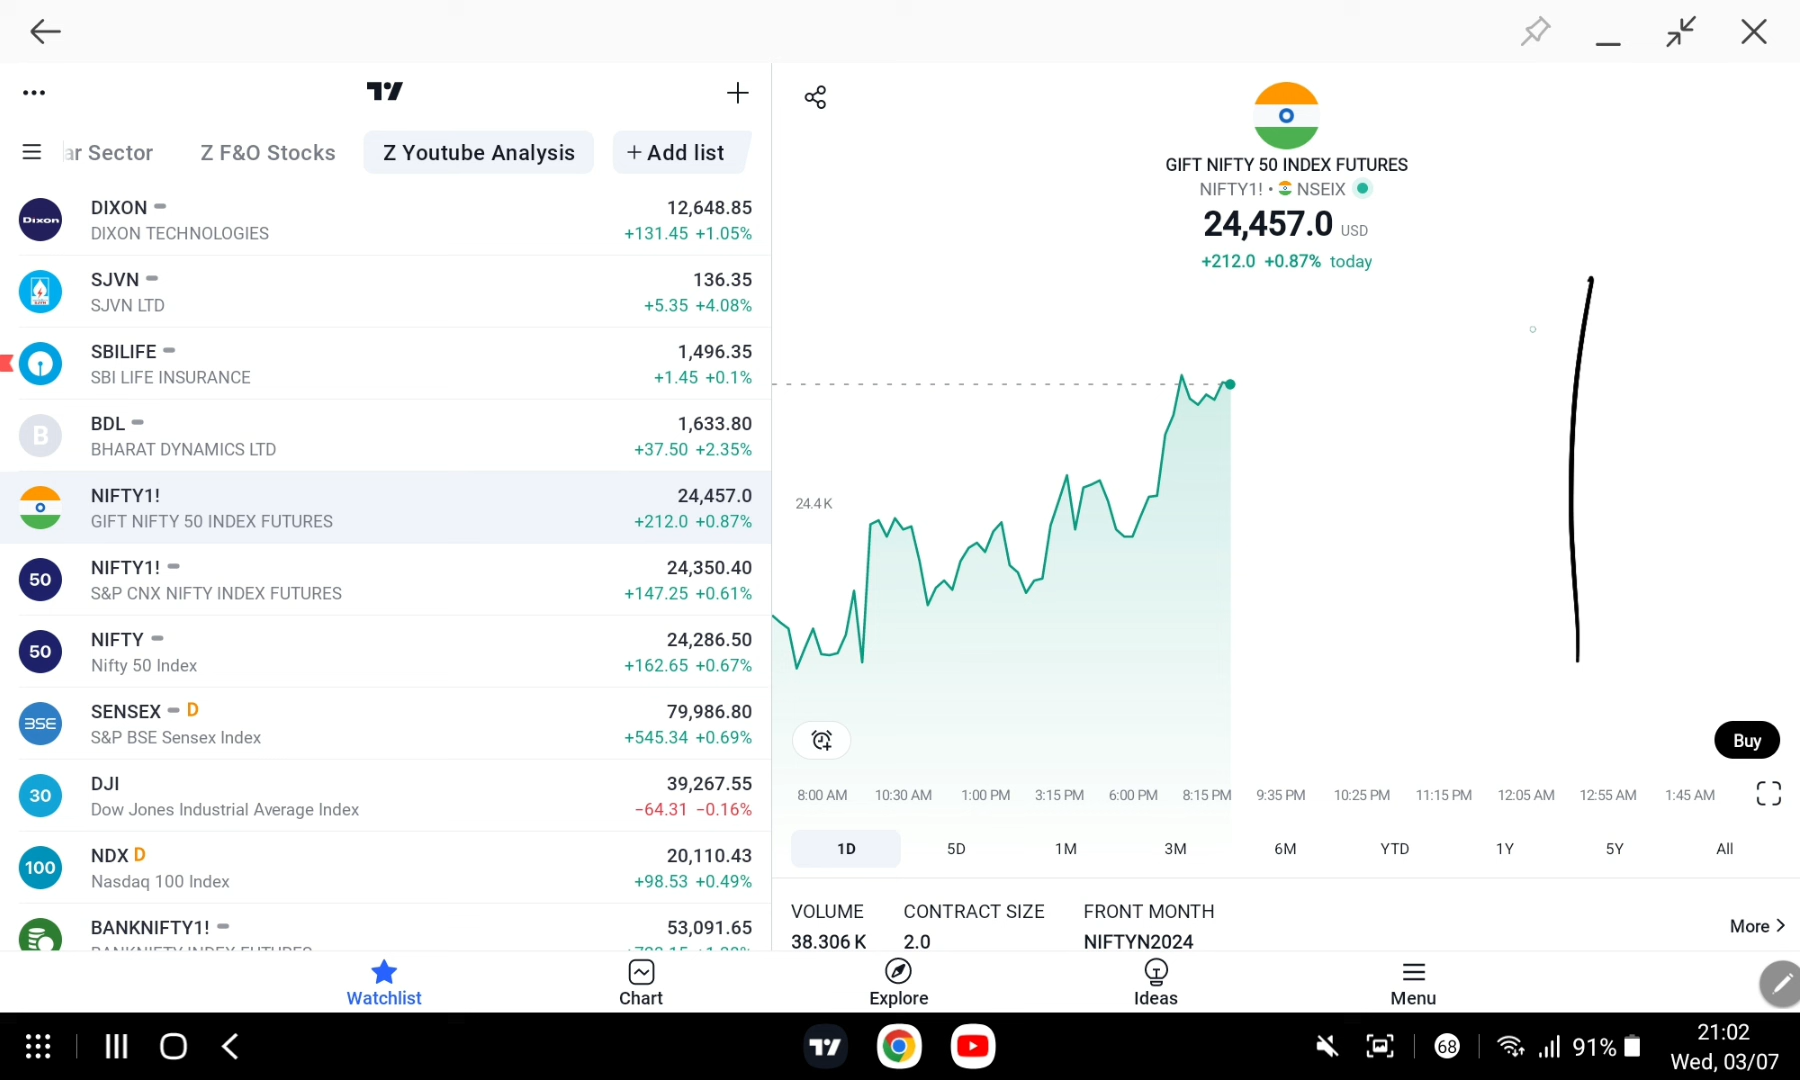 ar Sector
Z F&O Stocks
Z Youtube Analysis
+ Add list
Dixon
DIXON
DIXON TECHNOLOGIES
12,648.85
+131.45 +1.05%
SJVN
SJVN LTD
136.35
+5.35 +4.08%
SBILIFE
SBI LIFE INSURANCE
1,496.35
+1.45 +0.1%
B
BDL
BHARAT DYNAMICS LTD
1,633.80
+37.50 +2.35%
NIFTY1!
GIFT NIFTY 50 INDEX FUTURES
24,457.0
+212.0 +0.87%
50
NIFTY1!
S&P CNX NIFTY INDEX FUTURES
24,350.40
+147.25 +0.61%
50
NIFTY
Nifty 50 Index
24,286.50
+162.65 +0.67%
BSE
SENSEX D
S&P BSE Sensex Index
79,986.80
+545.34 +0.69%
30
DJI
Dow Jones Industrial Average Index
39,267.55
−64.31 −0.16%
100
NDX D
Nasdaq 100 Index
20,110.43
+98.53 +0.49%
BANKNIFTY1!
BANKNIFTY INDEX FUTURES
53,091.65
GIFT NIFTY 50 INDEX FUTURES
NIFTY1! • NSEIX
24,457.0 USD
+212.0 +0.87% today
24.4 K
Buy
8:00 AM 10:30 AM 1:00 PM 3:15 PM 6:00 PM 8:15 PM 9:35 PM 10:25 PM 11:15 PM 12:05 AM 12:55 AM 1:45 AM
1D 5D 1M 3M 6M YTD 1Y 5Y All
VOLUME CONTRACT SIZE FRONT MONTH
38.306 K 2.0 NIFTYN2024
More
Watchlist Chart Explore Ideas Menu
68
91%
21:02
Wed, 03/07